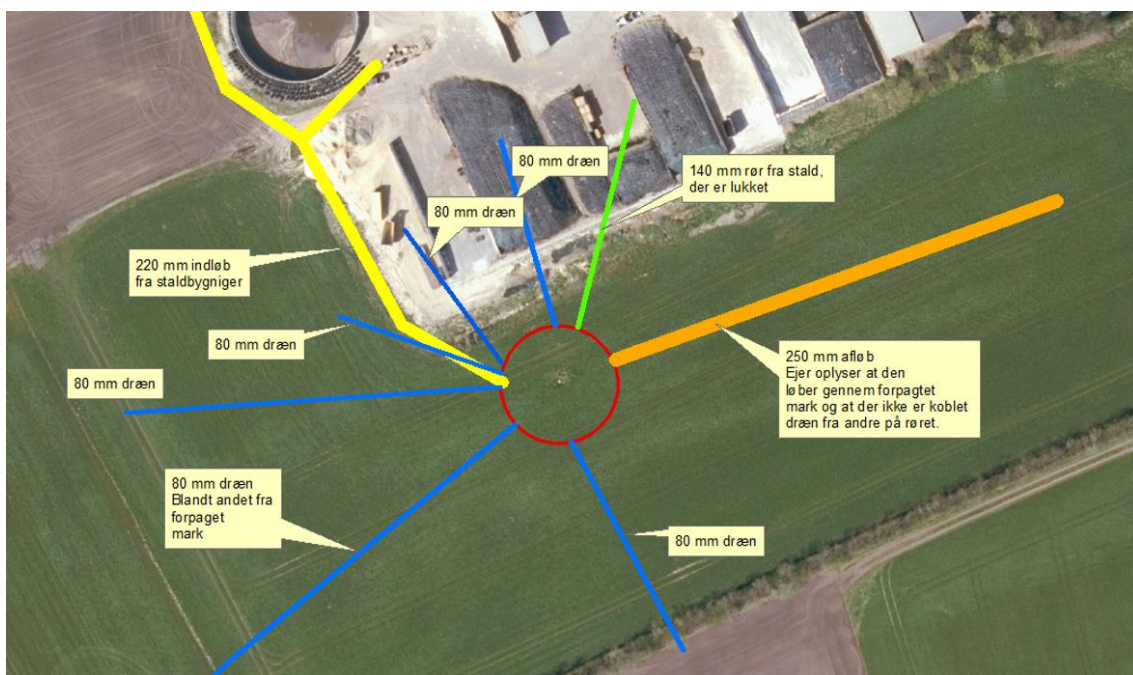 80 mm dræn
140 mm rør fra stald,
der er lukket
80 mm dræn
220 mm indløb
fra staldbygniger
80 mm dræn
250 mm afløb
Ejer oplyser at den
løber gennem forpagtet
mark og at der ikke er koblet
dræn fra andre på røret.
80 mm dræn
80 mm dræn
Blandt andet fra
forpaget
mark
80 mm dræn